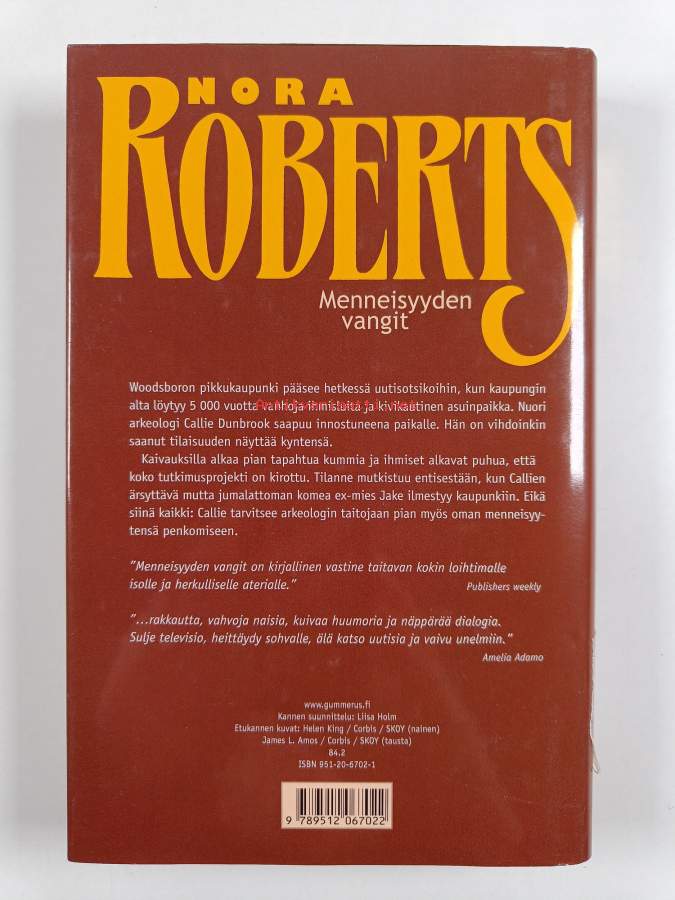 NORA
ROBERTS
Menneisyyden
vangit
Woodsboron pikkukaupunki pääsee hetkessä uutisotsikoihin, kun kaupungin
alta löytyy 5 000 vuotta vanhoja ihmisluita ja kivikautinen asuinpaikka. Nuori
arkeologi Callie Dunbrook saapuu innostuneena paikalle. Hän on vihdoinkin
saanut tilaisuuden näyttää kyntensä.
Kaivauksilla alkaa pian tapahtua kummia ja ihmiset alkavat puhua, että
koko tutkimusprojekti on kirottu. Tilanne mutkistuu entisestään, kun Callien
ärsyttävä mutta jumalattoman komea ex-mies Jake ilmestyy kaupunkiin. Eikä
siinä kaikki: Callie tarvitsee arkeologin taitojaan pian myös oman menneisyy-
tensä penkomiseen.
"Menneisyyden vangit on kirjallinen vastine taitavan kokin loihtimalle
isolle ja herkulliselle aterialle."
Publishers weekly
"...rakkautta, vahvoja naisia, kuivaa huumoria ja näppärää dialogia.
Sulje televisio, heittäydy sohvalle, älä katso uutisia ja vaivu unelmiin."
Amelia Adamo
www.gummerus.fi
Kannen suunnittelu: Liisa Holm
Etukannen kuvat: Helen King / Corbis / SKOY (nainen)
James L. Amos / Corbis / SKOY (tausta)
84.2
ISBN 951-20-6702-1
9 789512 067022